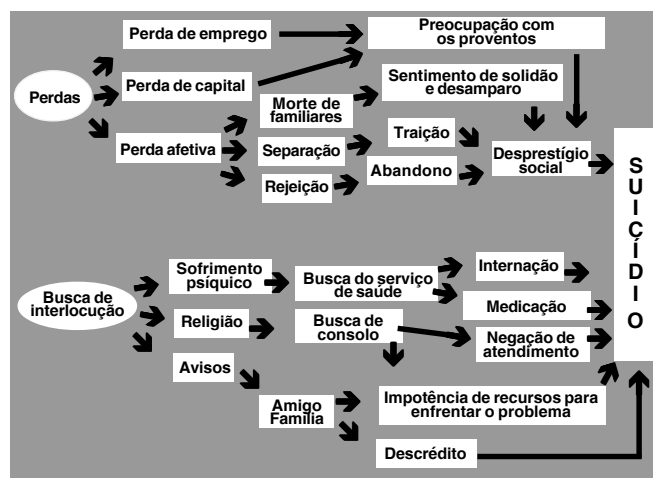 Perdas
Perda de emprego
Preocupação com
os proventos
Perda de capital
Perda afetiva
Morte de
familiares
Sentimento de solidão
e desamparo
Separação
Traição
Rejeição
Abandono
Desprestígio
social
SUICÍDIO
Busca de
interlocução
Sofrimento
psíquico
Busca do serviço
de saúde
Internação
Medicação
Religião
Busca de
consolo
Negação de
atendimento
Avisos
Amigo
Família
Impotência de recursos para
enfrentar o problema
Descrédito